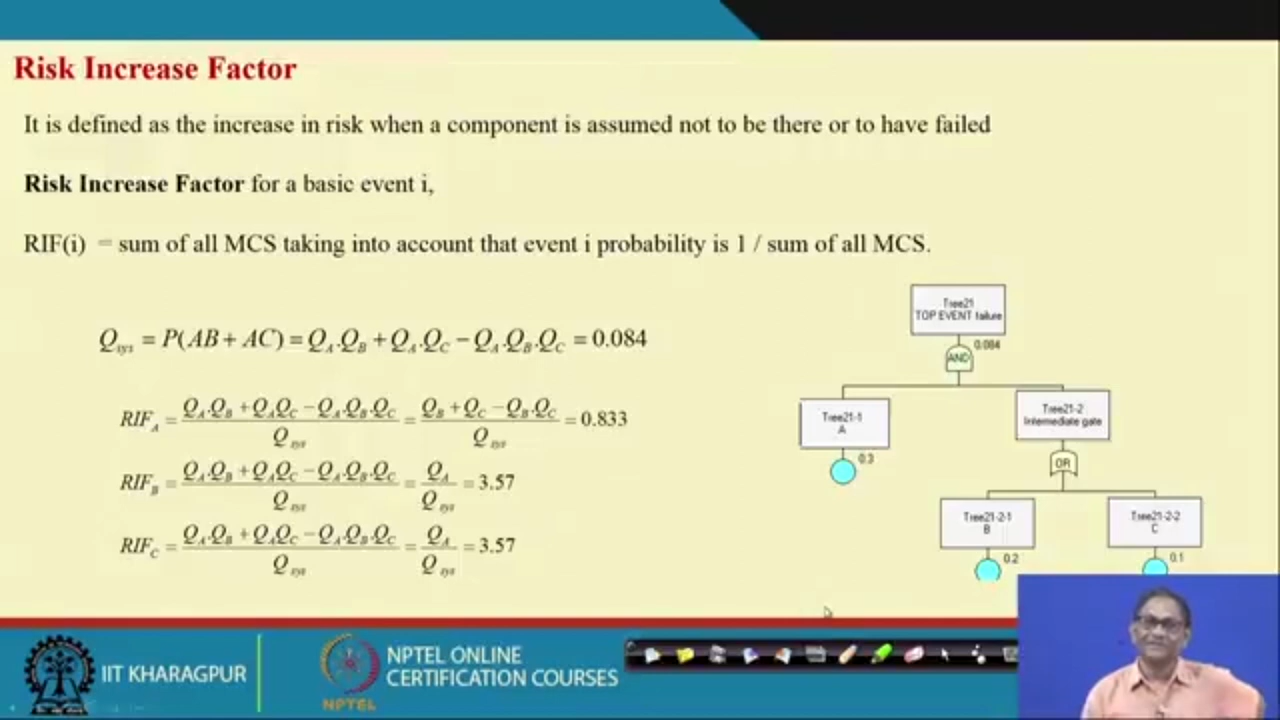 Risk Increase Factor
It is defined as the increase in risk when a component is assumed not to be there or to have failed
Risk Increase Factor for a basic event i,
RIF(i) = sum of all MCS taking into account that event i probability is 1 / sum of all MCS.
Q_sys = P(AB + AC) = Q_A.Q_B + Q_A.Q_C − Q_A.Q_B.Q_C = 0.084
RIF_A = (Q_A.Q_B + Q_A.Q_C − Q_A.Q_B.Q_C) / Q_sys = (Q_B + Q_C − Q_B.Q_C) / Q_sys = 0.833
RIF_B = (Q_A.Q_B + Q_A.Q_C − Q_A.Q_B.Q_C) / Q_sys = Q_A / Q_sys = 3.57
RIF_C = (Q_A.Q_B + Q_A.Q_C − Q_A.Q_B.Q_C) / Q_sys = Q_A / Q_sys = 3.57
Tree21
TOP EVENT failure
0.084
AND
Tree21-1
A
0.3
Tree21-2
Intermediate gate
OR
Tree21-2-1
B
0.2
Tree21-2-2
C
0.1
IIT KHARAGPUR
NPTEL
NPTEL ONLINE
CERTIFICATION COURSES